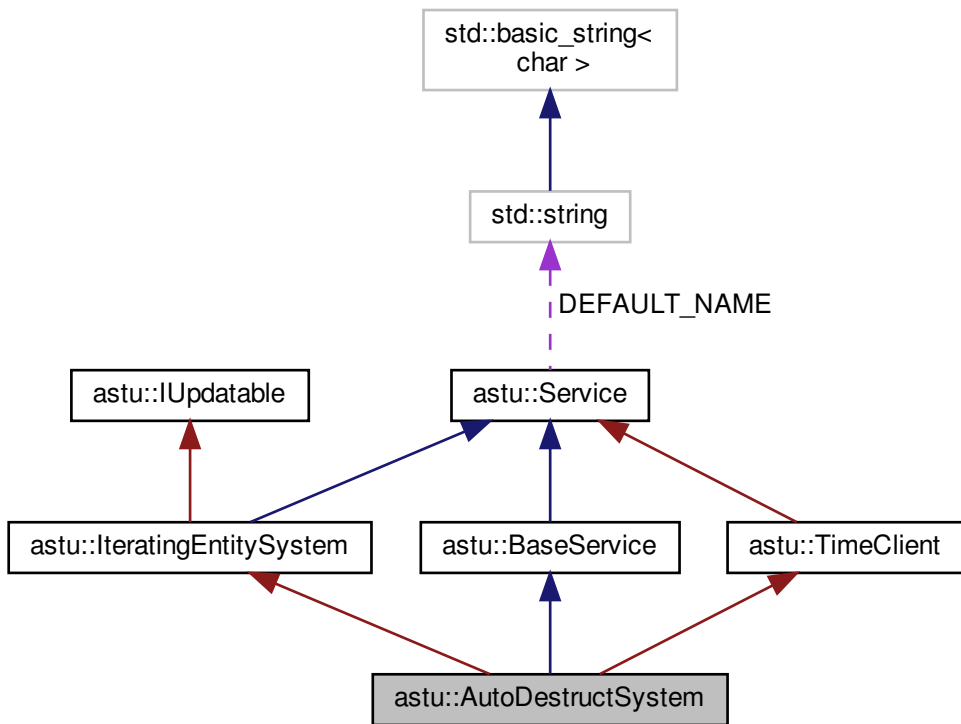 std::basic_string<
char >
std::string
DEFAULT_NAME
astu::IUpdatable
astu::Service
astu::IteratingEntitySystem
astu::BaseService
astu::TimeClient
astu::AutoDestructSystem